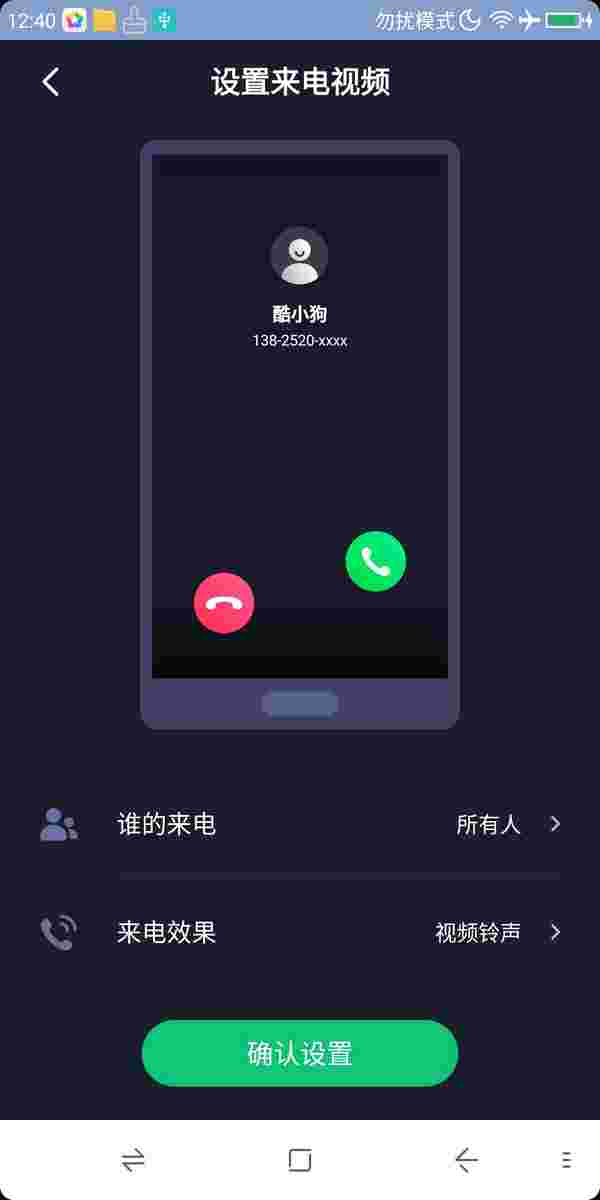 12:40 勿扰模式
设置来电视频
酷小狗
138-2520-xxxx
谁的来电 所有人
来电效果 视频铃声
确认设置